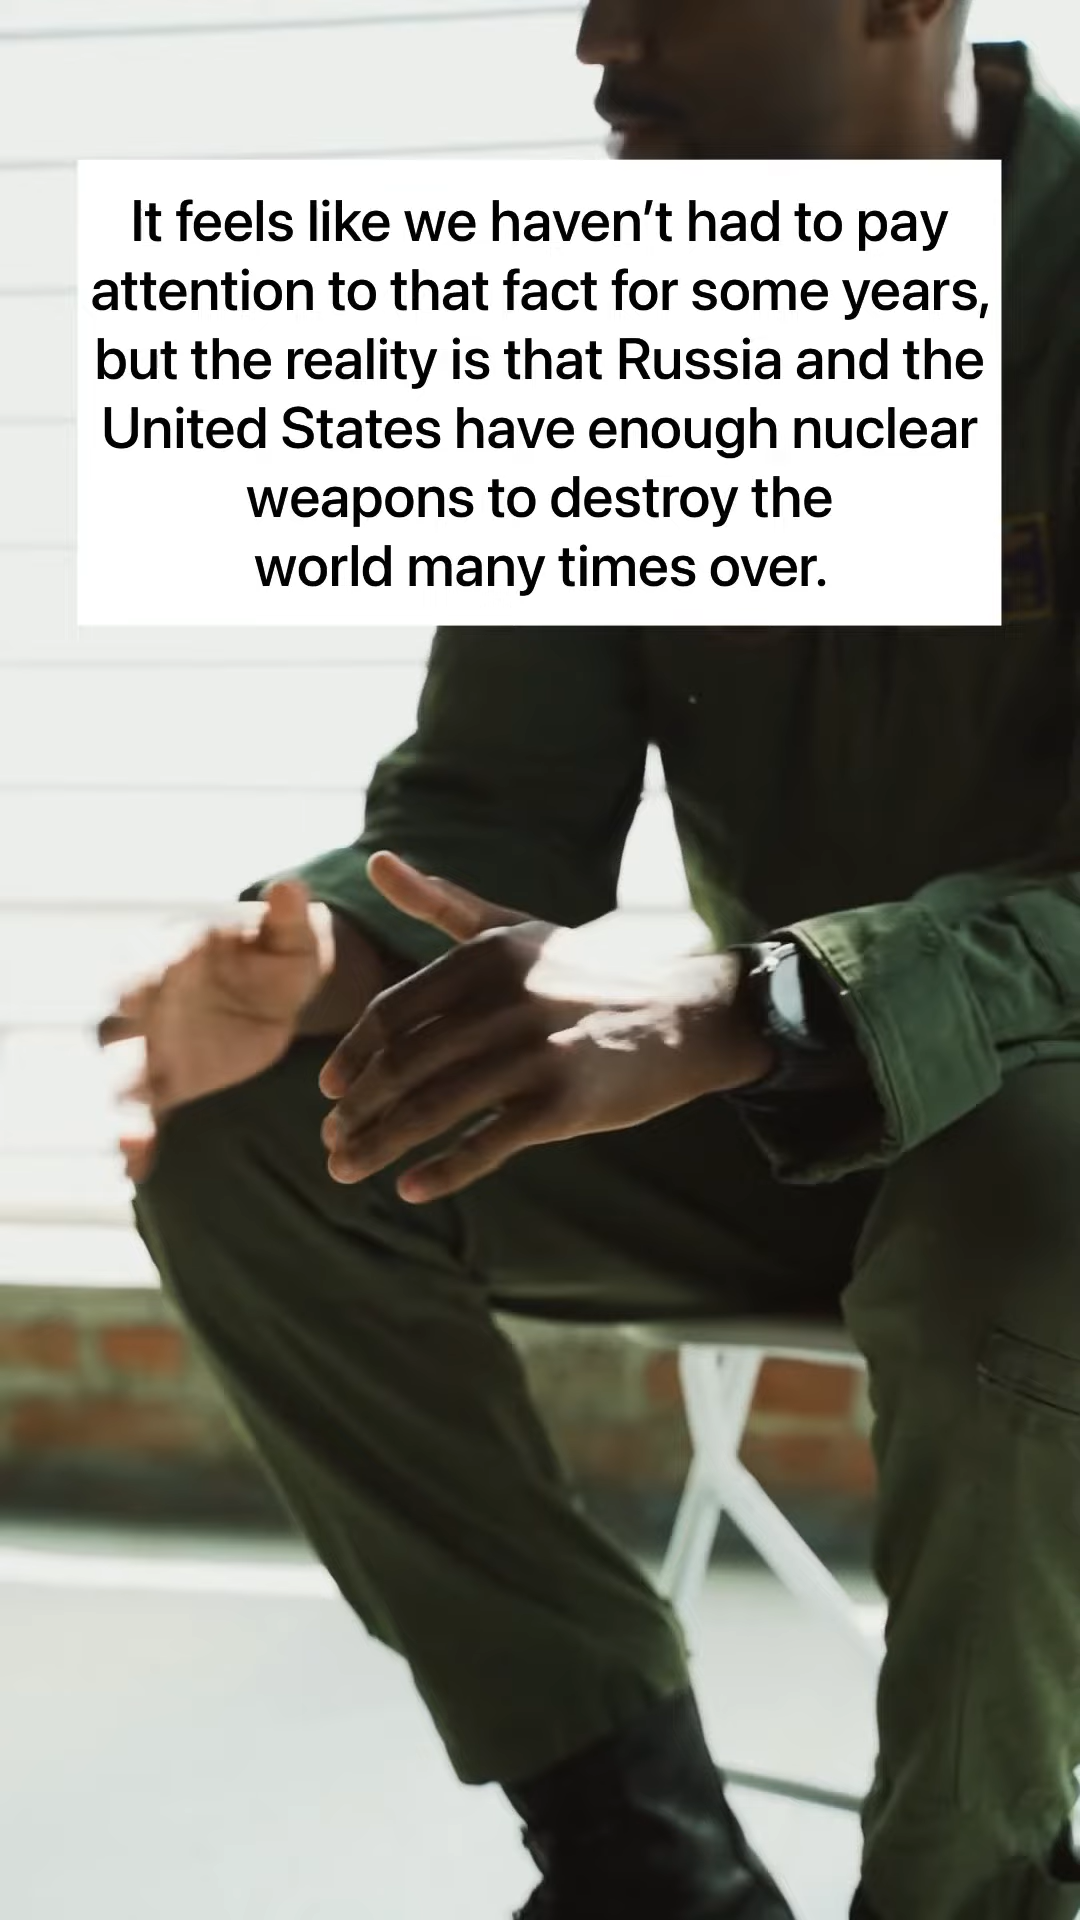 It feels like we haven’t had to pay
attention to that fact for some years,
but the reality is that Russia and the
United States have enough nuclear
weapons to destroy the
world many times over.